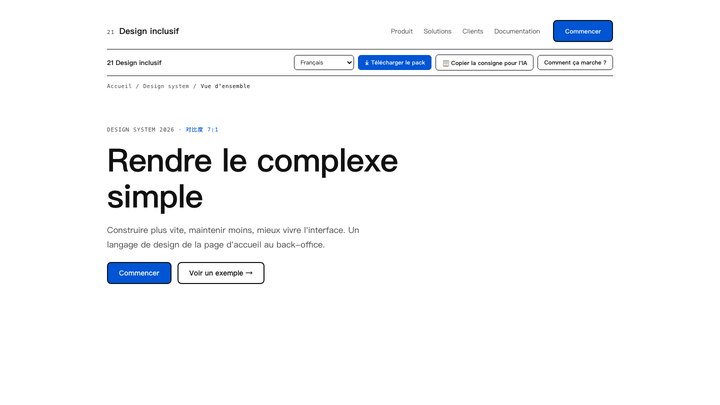 21 Design inclusif
Produit Solutions Clients Documentation Commencer
21 Design inclusif
Français Télécharger le pack Copier la consigne pour l'IA Comment ça marche ?
Accueil / Design system / Vue d'ensemble
DESIGN SYSTEM 2026 · 对比度 7:1
Rendre le complexe
simple
Construire plus vite, maintenir moins, mieux vivre l'interface. Un
langage de design de la page d'accueil au back-office.
Commencer Voir un exemple →